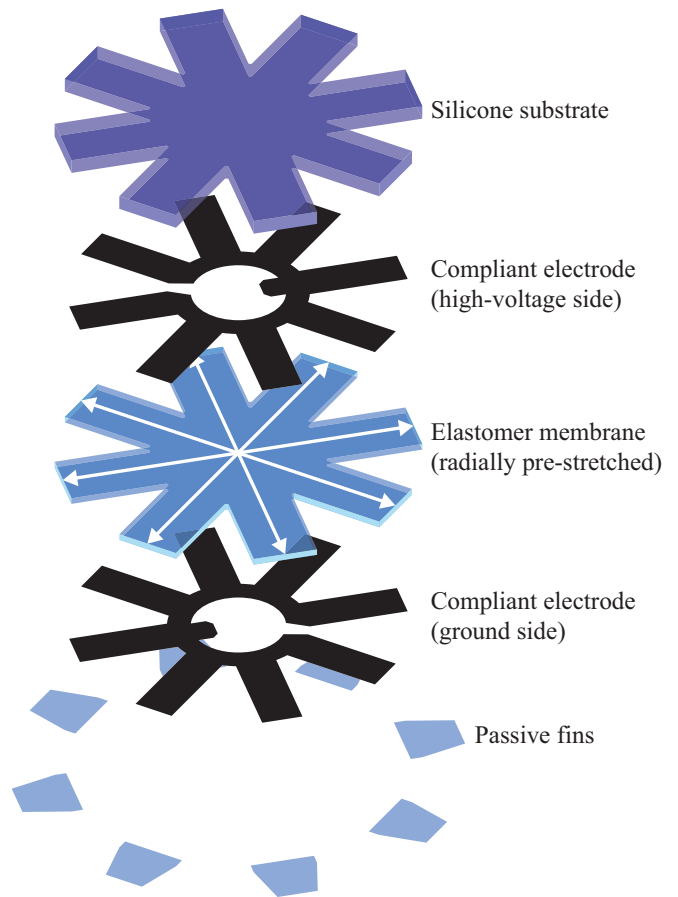 Silicone substrate
Compliant electrode
(high-voltage side)
Elastomer membrane
(radially pre-stretched)
Compliant electrode
(ground side)
Passive fins